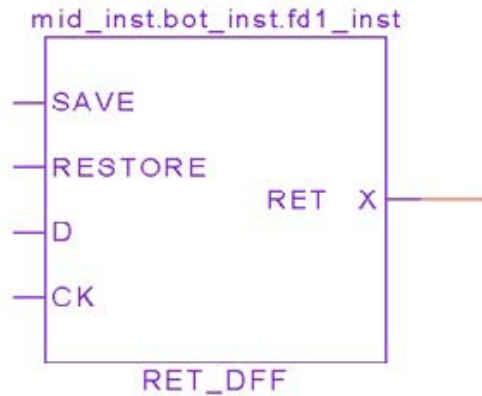 mid_inst.bot_inst.fd1_inst
SAVE
RESTORE
RET X
D
CK
RET_DFF